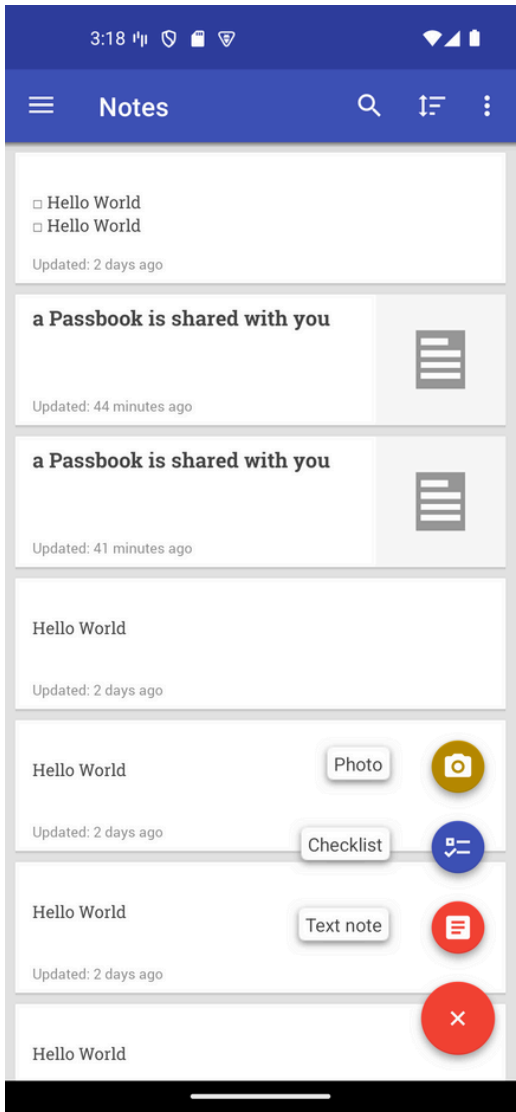 3:18
Notes
Hello World
Hello World
Updated: 2 days ago
a Passbook is shared with you
Updated: 44 minutes ago
a Passbook is shared with you
Updated: 41 minutes ago
Hello World
Updated: 2 days ago
Hello World
Photo
Updated: 2 days ago
Checklist
Hello World
Text note
Updated: 2 days ago
Hello World